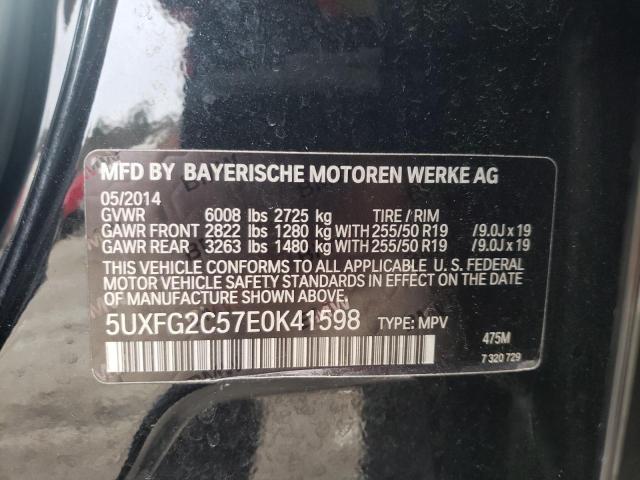 MFD BY BAYERISCHE MOTOREN WERKE AG
05/2014
GVWR 6008 lbs 2725 kg TIRE / RIM
GAWR FRONT 2822 lbs 1280 kg WITH 255/50 R19 /9.0J x 19
GAWR REAR 3263 lbs 1480 kg WITH 255/50 R19 /9.0J x 19
THIS VEHICLE CONFORMS TO ALL APPLICABLE U. S. FEDERAL
MOTOR VEHICLE SAFETY STANDARDS IN EFFECT ON THE
DATE OF MANUFACTURE SHOWN ABOVE.
5UXFG2C57E0K41598 TYPE: MPV 475M
7 320 729